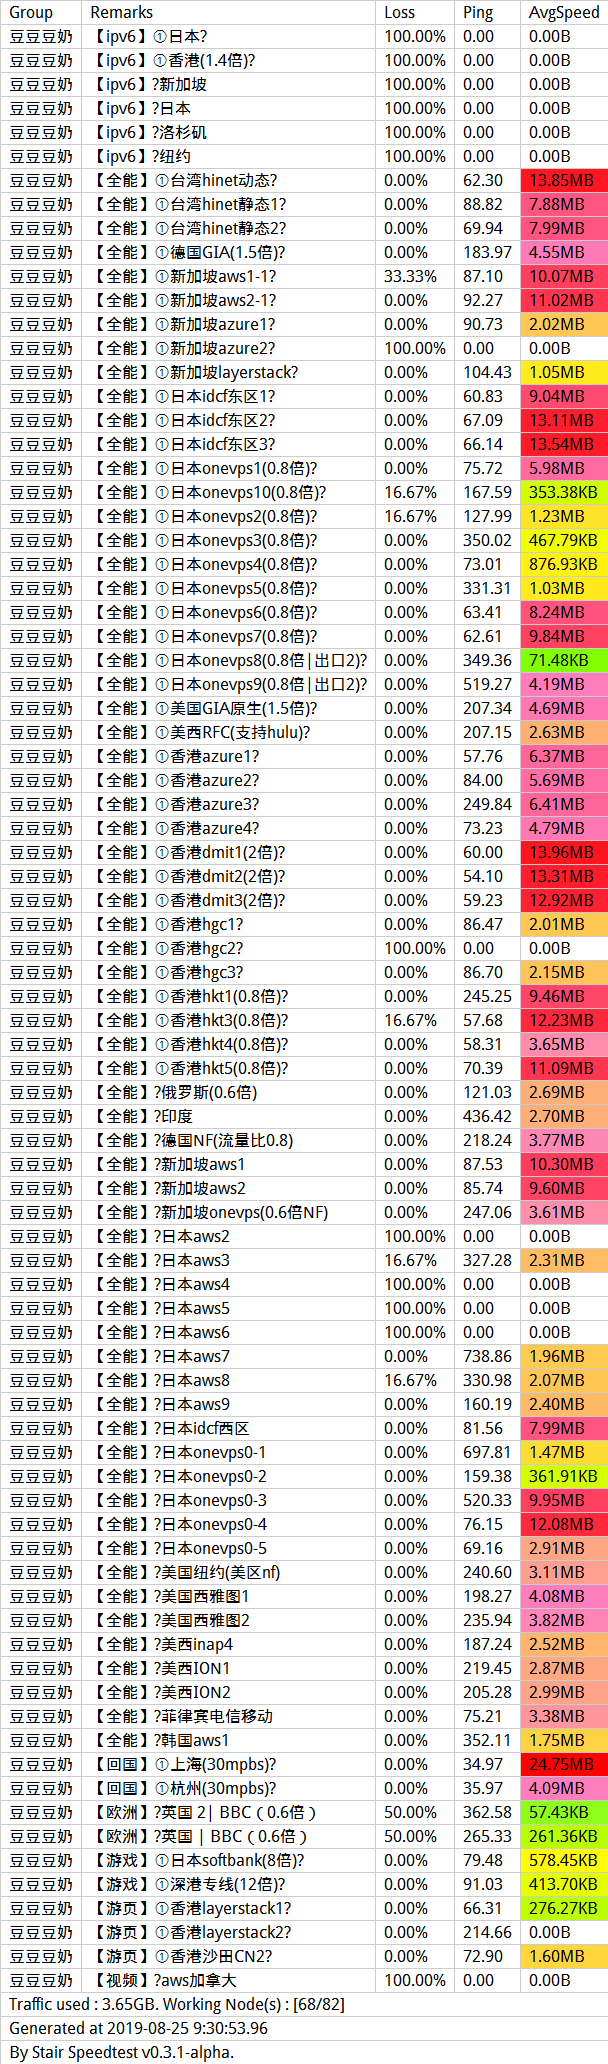 Group Remarks Loss Ping AvgSpeed
豆豆豆奶 【ipv6】①日本? 100.00% 0.00 0.00B
豆豆豆奶 【ipv6】①香港(1.4倍)? 100.00% 0.00 0.00B
豆豆豆奶 【ipv6】?新加坡 100.00% 0.00 0.00B
豆豆豆奶 【ipv6】?日本 100.00% 0.00 0.00B
豆豆豆奶 【ipv6】?洛杉矶 100.00% 0.00 0.00B
豆豆豆奶 【ipv6】?纽约 100.00% 0.00 0.00B
豆豆豆奶 【全能】①台湾hinet动态? 0.00% 62.30 13.85MB
豆豆豆奶 【全能】①台湾hinet静态1? 0.00% 88.82 7.88MB
豆豆豆奶 【全能】①台湾hinet静态2? 0.00% 69.94 7.99MB
豆豆豆奶 【全能】①德国GIA(1.5倍)? 0.00% 183.97 4.55MB
豆豆豆奶 【全能】①新加坡aws1-1? 33.33% 87.10 10.07MB
豆豆豆奶 【全能】①新加坡aws2-1? 0.00% 92.27 11.02MB
豆豆豆奶 【全能】①新加坡azure1? 0.00% 90.73 2.02MB
豆豆豆奶 【全能】①新加坡azure2? 100.00% 0.00 0.00B
豆豆豆奶 【全能】①新加坡layerstack? 0.00% 104.43 1.05MB
豆豆豆奶 【全能】①日本idcf东区1? 0.00% 60.83 9.04MB
豆豆豆奶 【全能】①日本idcf东区2? 0.00% 67.09 13.11MB
豆豆豆奶 【全能】①日本idcf东区3? 0.00% 66.14 13.54MB
豆豆豆奶 【全能】①日本onevps1(0.8倍)? 0.00% 75.72 5.98MB
豆豆豆奶 【全能】①日本onevps10(0.8倍)? 16.67% 167.59 353.38KB
豆豆豆奶 【全能】①日本onevps2(0.8倍)? 16.67% 127.99 1.23MB
豆豆豆奶 【全能】①日本onevps3(0.8倍)? 0.00% 350.02 467.79KB
豆豆豆奶 【全能】①日本onevps4(0.8倍)? 0.00% 73.01 876.93KB
豆豆豆奶 【全能】①日本onevps5(0.8倍)? 0.00% 331.31 1.03MB
豆豆豆奶 【全能】①日本onevps6(0.8倍)? 0.00% 63.41 8.24MB
豆豆豆奶 【全能】①日本onevps7(0.8倍)? 0.00% 62.61 9.84MB
豆豆豆奶 【全能】①日本onevps8(0.8倍|出口2)? 0.00% 349.36 71.48KB
豆豆豆奶 【全能】①日本onevps9(0.8倍|出口2)? 0.00% 519.27 4.19MB
豆豆豆奶 【全能】①美国GIA原生(1.5倍)? 0.00% 207.34 4.69MB
豆豆豆奶 【全能】①美西RFC(支持hulu)? 0.00% 207.15 2.63MB
豆豆豆奶 【全能】①香港azure1? 0.00% 57.76 6.37MB
豆豆豆奶 【全能】①香港azure2? 0.00% 84.00 5.69MB
豆豆豆奶 【全能】①香港azure3? 0.00% 249.84 6.41MB
豆豆豆奶 【全能】①香港azure4? 0.00% 73.23 4.79MB
豆豆豆奶 【全能】①香港dmit1(2倍)? 0.00% 60.00 13.96MB
豆豆豆奶 【全能】①香港dmit2(2倍)? 0.00% 54.10 13.31MB
豆豆豆奶 【全能】①香港dmit3(2倍)? 0.00% 59.23 12.92MB
豆豆豆奶 【全能】①香港hgc1? 0.00% 86.47 2.01MB
豆豆豆奶 【全能】①香港hgc2? 100.00% 0.00 0.00B
豆豆豆奶 【全能】①香港hgc3? 0.00% 86.70 2.15MB
豆豆豆奶 【全能】①香港hkt1(0.8倍)? 0.00% 245.25 9.46MB
豆豆豆奶 【全能】①香港hkt3(0.8倍)? 16.67% 57.68 12.23MB
豆豆豆奶 【全能】①香港hkt4(0.8倍)? 0.00% 58.31 3.65MB
豆豆豆奶 【全能】①香港hkt5(0.8倍)? 0.00% 70.39 11.09MB
豆豆豆奶 【全能】?俄罗斯(0.6倍) 0.00% 121.03 2.69MB
豆豆豆奶 【全能】?印度 0.00% 436.42 2.70MB
豆豆豆奶 【全能】?德国NF(流量比0.8) 0.00% 218.24 3.77MB
豆豆豆奶 【全能】?新加坡aws1 0.00% 87.53 10.30MB
豆豆豆奶 【全能】?新加坡aws2 0.00% 85.74 9.60MB
豆豆豆奶 【全能】?新加坡onevps(0.6倍NF) 0.00% 247.06 3.61MB
豆豆豆奶 【全能】?日本aws2 100.00% 0.00 0.00B
豆豆豆奶 【全能】?日本aws3 16.67% 327.28 2.31MB
豆豆豆奶 【全能】?日本aws4 100.00% 0.00 0.00B
豆豆豆奶 【全能】?日本aws5 100.00% 0.00 0.00B
豆豆豆奶 【全能】?日本aws6 100.00% 0.00 0.00B
豆豆豆奶 【全能】?日本aws7 0.00% 738.86 1.96MB
豆豆豆奶 【全能】?日本aws8 16.67% 330.98 2.07MB
豆豆豆奶 【全能】?日本aws9 0.00% 160.19 2.40MB
豆豆豆奶 【全能】?日本idcf西区 0.00% 81.56 7.99MB
豆豆豆奶 【全能】?日本onevps0-1 0.00% 697.81 1.47MB
豆豆豆奶 【全能】?日本onevps0-2 0.00% 159.38 361.91KB
豆豆豆奶 【全能】?日本onevps0-3 0.00% 520.33 9.95MB
豆豆豆奶 【全能】?日本onevps0-4 0.00% 76.15 12.08MB
豆豆豆奶 【全能】?日本onevps0-5 0.00% 69.16 2.91MB
豆豆豆奶 【全能】?美国纽约(美区nf) 0.00% 240.60 3.11MB
豆豆豆奶 【全能】?美国西雅图1 0.00% 198.27 4.08MB
豆豆豆奶 【全能】?美国西雅图2 0.00% 235.94 3.82MB
豆豆豆奶 【全能】?美西inap4 0.00% 187.24 2.52MB
豆豆豆奶 【全能】?美西ION1 0.00% 219.45 2.87MB
豆豆豆奶 【全能】?美西ION2 0.00% 205.28 2.99MB
豆豆豆奶 【全能】?菲律宾电信移动 0.00% 75.21 3.38MB
豆豆豆奶 【全能】?韩国aws1 0.00% 352.11 1.75MB
豆豆豆奶 【回国】①上海(30mpbs)? 0.00% 34.97 24.75MB
豆豆豆奶 【回国】①杭州(30mpbs)? 0.00% 35.97 4.09MB
豆豆豆奶 【欧洲】?英国 2| BBC（0.6倍） 50.00% 362.58 57.43KB
豆豆豆奶 【欧洲】?英国 | BBC（0.6倍） 50.00% 265.33 261.36KB
豆豆豆奶 【游戏】①日本softbank(8倍)? 0.00% 79.48 578.45KB
豆豆豆奶 【游戏】①深港专线(12倍)? 0.00% 91.03 413.70KB
豆豆豆奶 【游页】①香港layerstack1? 0.00% 66.31 276.27KB
豆豆豆奶 【游页】①香港layerstack2? 0.00% 214.66 0.00B
豆豆豆奶 【游页】①香港沙田CN2? 0.00% 72.90 1.60MB
豆豆豆奶 【视频】?aws加拿大 100.00% 0.00 0.00B
Traffic used : 3.65GB. Working Node(s) : [68/82]
Generated at 2019-08-25 9:30:53.96
By Stair Speedtest v0.3.1-alpha.